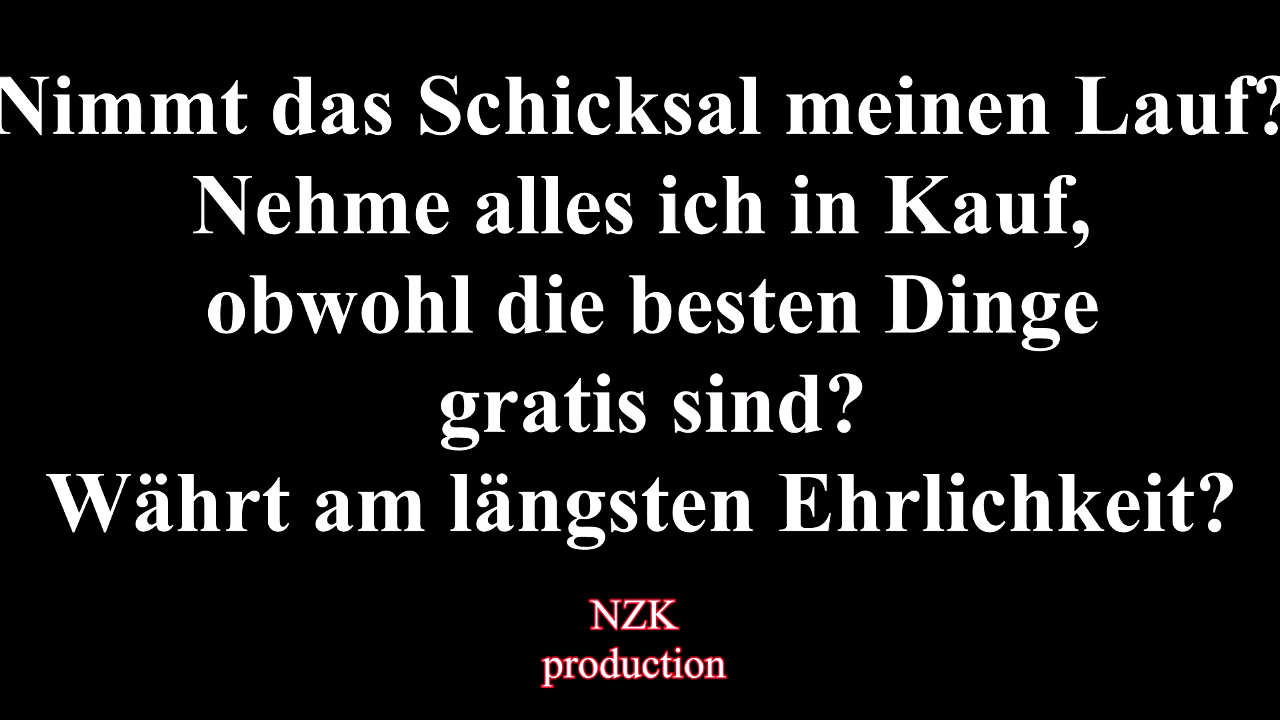 Nimmt das Schicksal meinen Lauf?
Nehme alles ich in Kauf,
obwohl die besten Dinge
gratis sind?
Währt am längsten Ehrlichkeit?
NZK
production